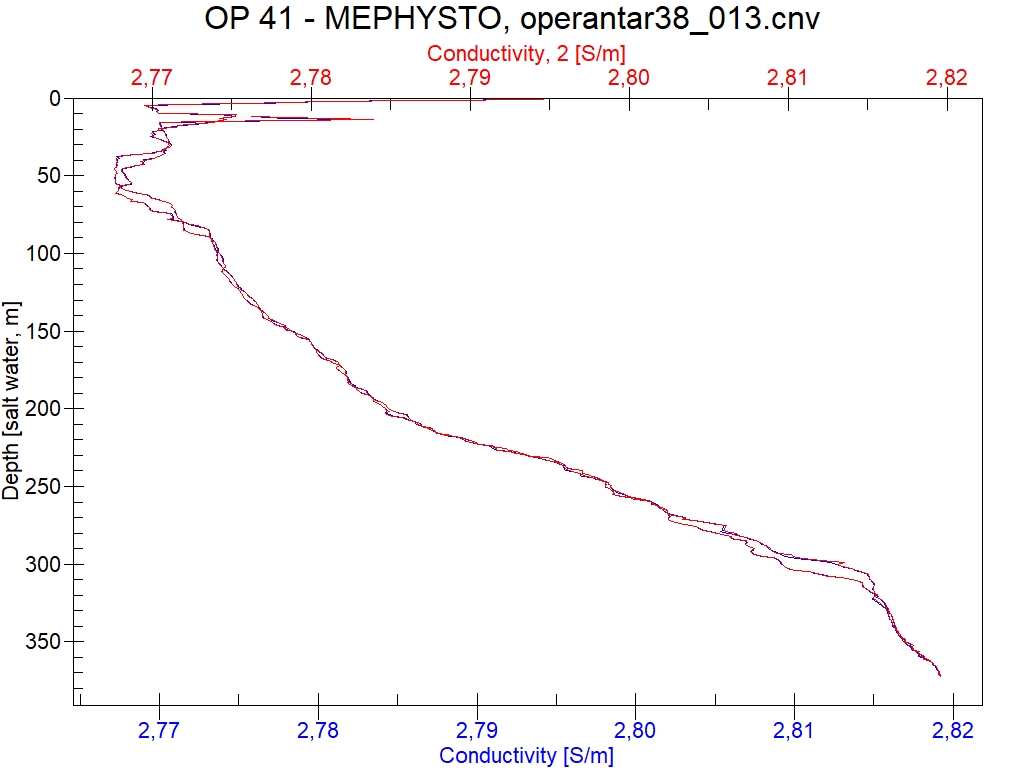 OP 41 - MEPHYSTO, operantar38_013.cnv
Conductivity, 2 [S/m]
2,77 2,78 2,79 2,80 2,81 2,82
0
50
100
150
200
250
300
350
Depth [salt water, m]
2,77 2,78 2,79 2,80 2,81 2,82
Conductivity [S/m]